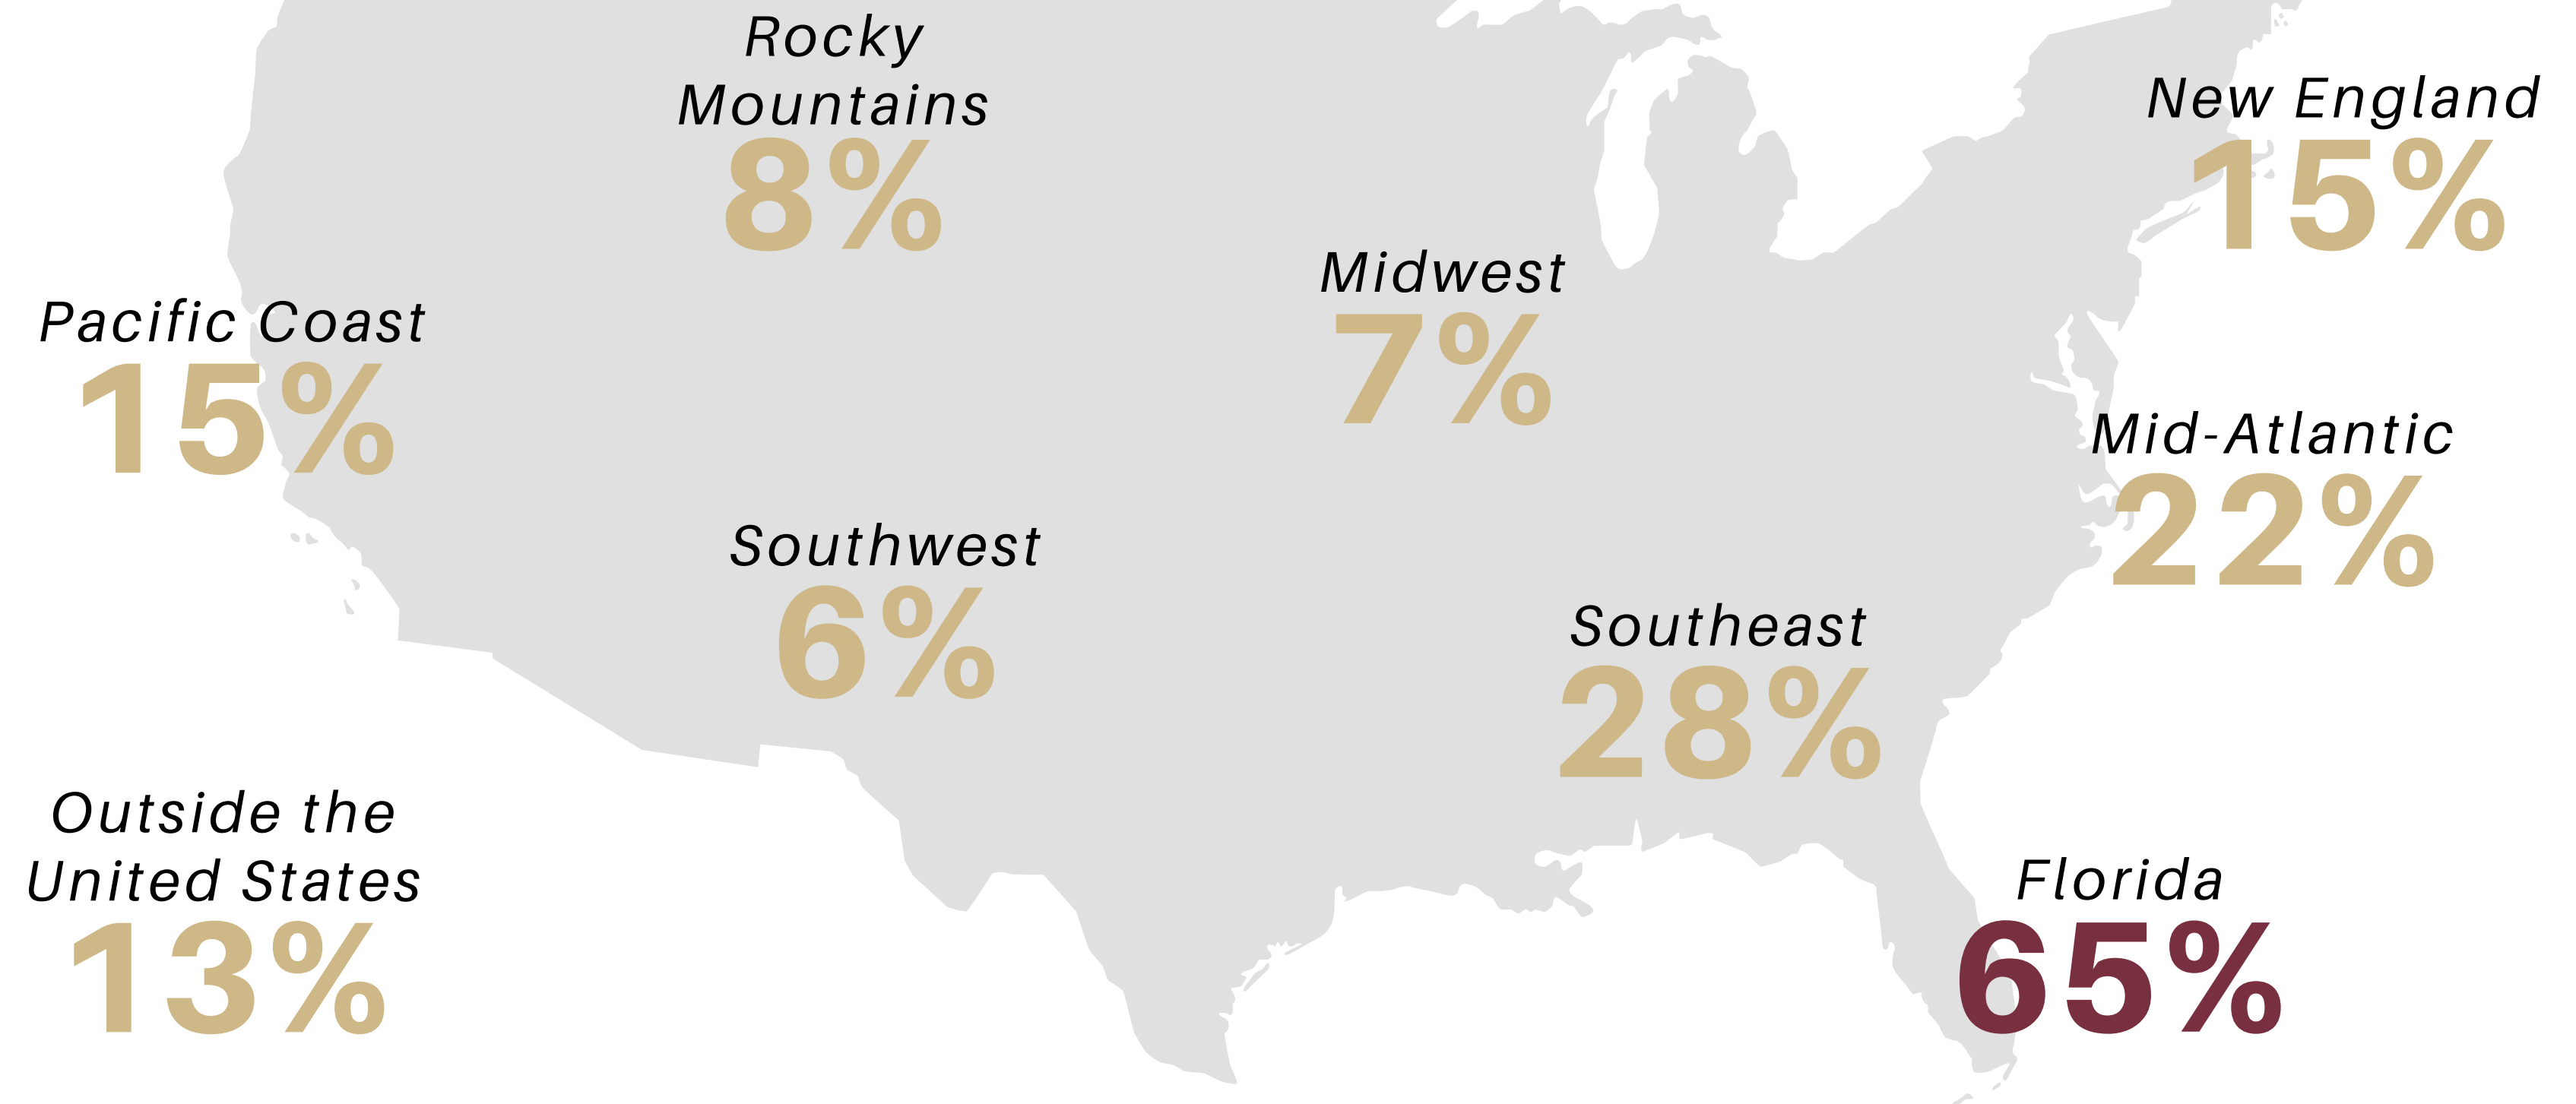 Rocky
Mountains
8%
New England
15%
Midwest
7%
Pacific Coast
15%
Mid-Atlantic
22%
Southwest
6%
Southeast
28%
Outside the
United States
13%
Florida
65%